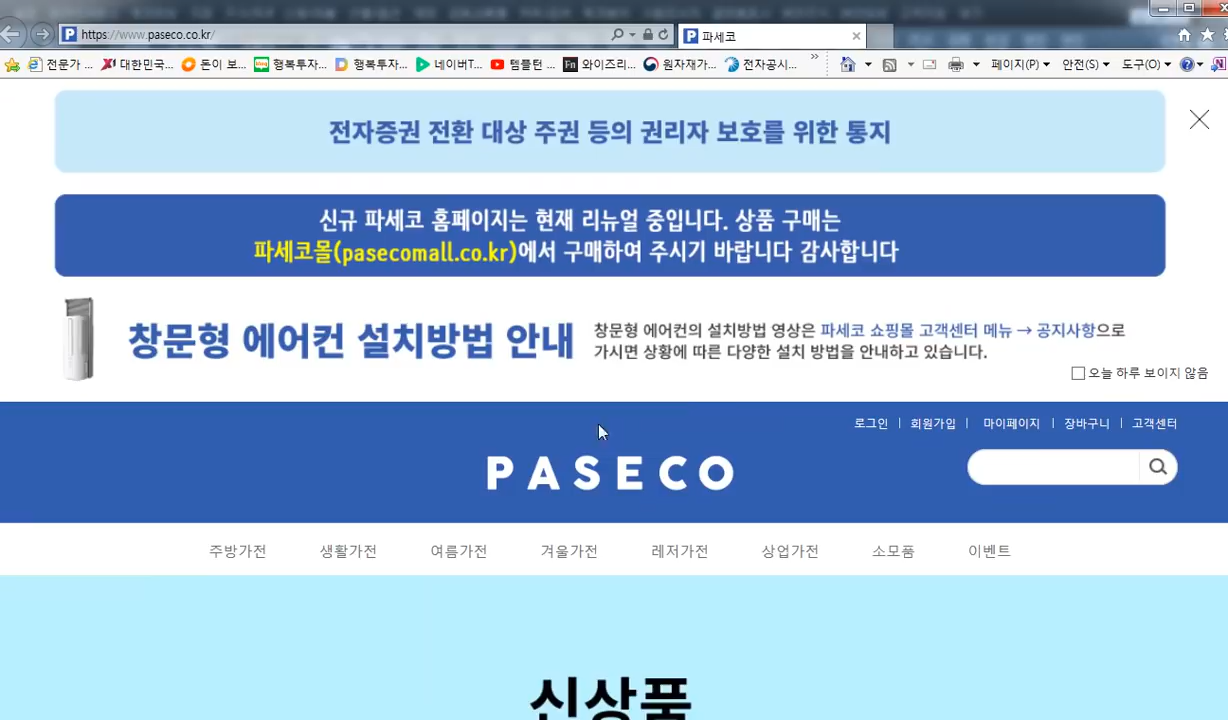 https://www.paseco.co.kr/
파세코
전문가 ...
대한민국...
돈이 보...
행복투자...
행복투자...
네이버T...
템플턴 ...
와이즈리...
원자재가...
전자공시...
페이지(P)
안전(S)
도구(O)
전자증권 전환 대상 주권 등의 권리자 보호를 위한 통지
신규 파세코 홈페이지는 현재 리뉴얼 중입니다. 상품 구매는
파세코몰(pasecomall.co.kr)에서 구매하여 주시기 바랍니다 감사합니다
창문형 에어컨 설치방법 안내
창문형 에어컨의 설치방법 영상은 파세코 쇼핑몰 고객센터 메뉴 → 공지사항으로
가시면 상황에 따른 다양한 설치 방법을 안내하고 있습니다.
오늘 하루 보이지 않음
로그인 | 회원가입 | 마이페이지 | 장바구니 | 고객센터
PASECO
주방가전 생활가전 여름가전 겨울가전 레저가전 상업가전 소모품 이벤트
신상품